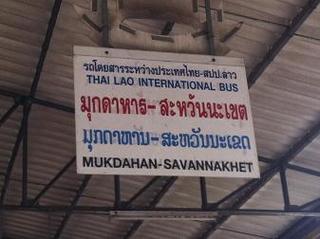 รถโดยสารระหว่างประเทศไทย-สปป.ลาว
THAI LAO INTERNATIONAL BUS
มุกดาหาร-สะหวันนะเขต
ມຸກດາຫານ-ສະຫວັນນະເຂດ
MUKDAHAN-SAVANNAKHET